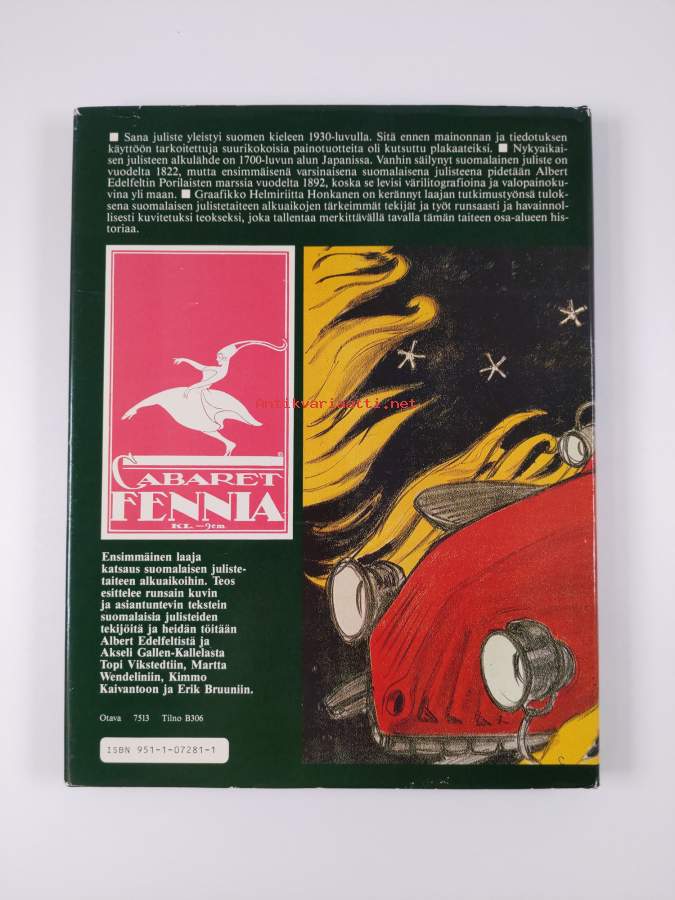 ■ Sana juliste yleistyi suomen kieleen 1930-luvulla. Sitä ennen mainonnan ja tiedotuksen
käyttöön tarkoitettuja suurikokoisia painotuotteita oli kutsuttu plakaateiksi. ■ Nykyaikai-
sen julisteen alkulähde on 1700-luvun alun Japanissa. Vanhin säilynyt suomalainen juliste on
vuodelta 1822, mutta ensimmäisenä varsinaisena suomalaisena julisteena pidetään Albert
Edelfeltin Porilaisten marssia vuodelta 1892, koska se levisi värilitografioina ja valopainoku-
vina yli maan. ■ Graafikko Helmiriitta Honkanen on kerännyt laajan tutkimustyönsä tulok-
sena suomalaisen julistetaiteen alkuaikojen tärkeimmät tekijät ja työt runsaasti ja havainnol-
lisesti kuvitetuksi teokseksi, joka tallentaa merkittävällä tavalla tämän taiteen osa-alueen his-
toriaa.
CABARET
FENNIA
KL. –9 em.
Antikvariaatti.net
Ensimmäinen laaja
katsaus suomalaisen juliste-
taiteen alkuaikoihin. Teos
esittelee runsain kuvin
ja asiantuntevin tekstein
suomalaisia julisteiden
tekijöitä ja heidän töitään
Albert Edelfeltistä ja
Akseli Gallen-Kallelasta
Topi Vikstedtiin, Martta
Wendeliniin, Kimmo
Kaivantoon ja Erik Bruuniin.
Otava 7513 Tilno B306
ISBN 951-1-07281-1